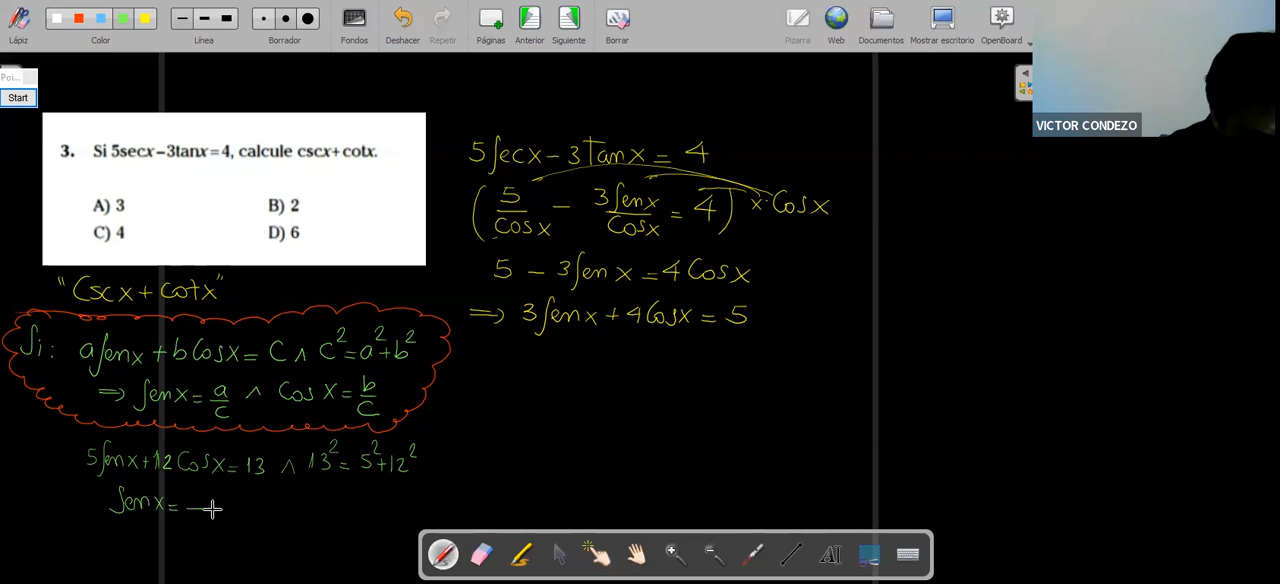 Lápiz Color Línea Borrador Fondos Deshacer Repetir Páginas Anterior Siguiente Borrar Pizarra Web Documentos Mostrar escritorio OpenBoard
Poi...
Start
VICTOR CONDEZO
3. Si 5secx−3tanx=4, calcule cscx+cotx.
A) 3 B) 2
C) 4 D) 6
"Cscx+cotx"
Si: aSenx+bCosx=C ∧ C²=a²+b²
⇒ Senx=a/C ∧ Cosx=b/C
5Senx+12Cosx=13 ∧ 13²=5²+12²
Senx=
5Secx−3Tanx=4
(5/Cosx − 3Senx/Cosx = 4) x Cosx
5 − 3Senx = 4Cosx
⇒ 3Senx+4Cosx=5
AI